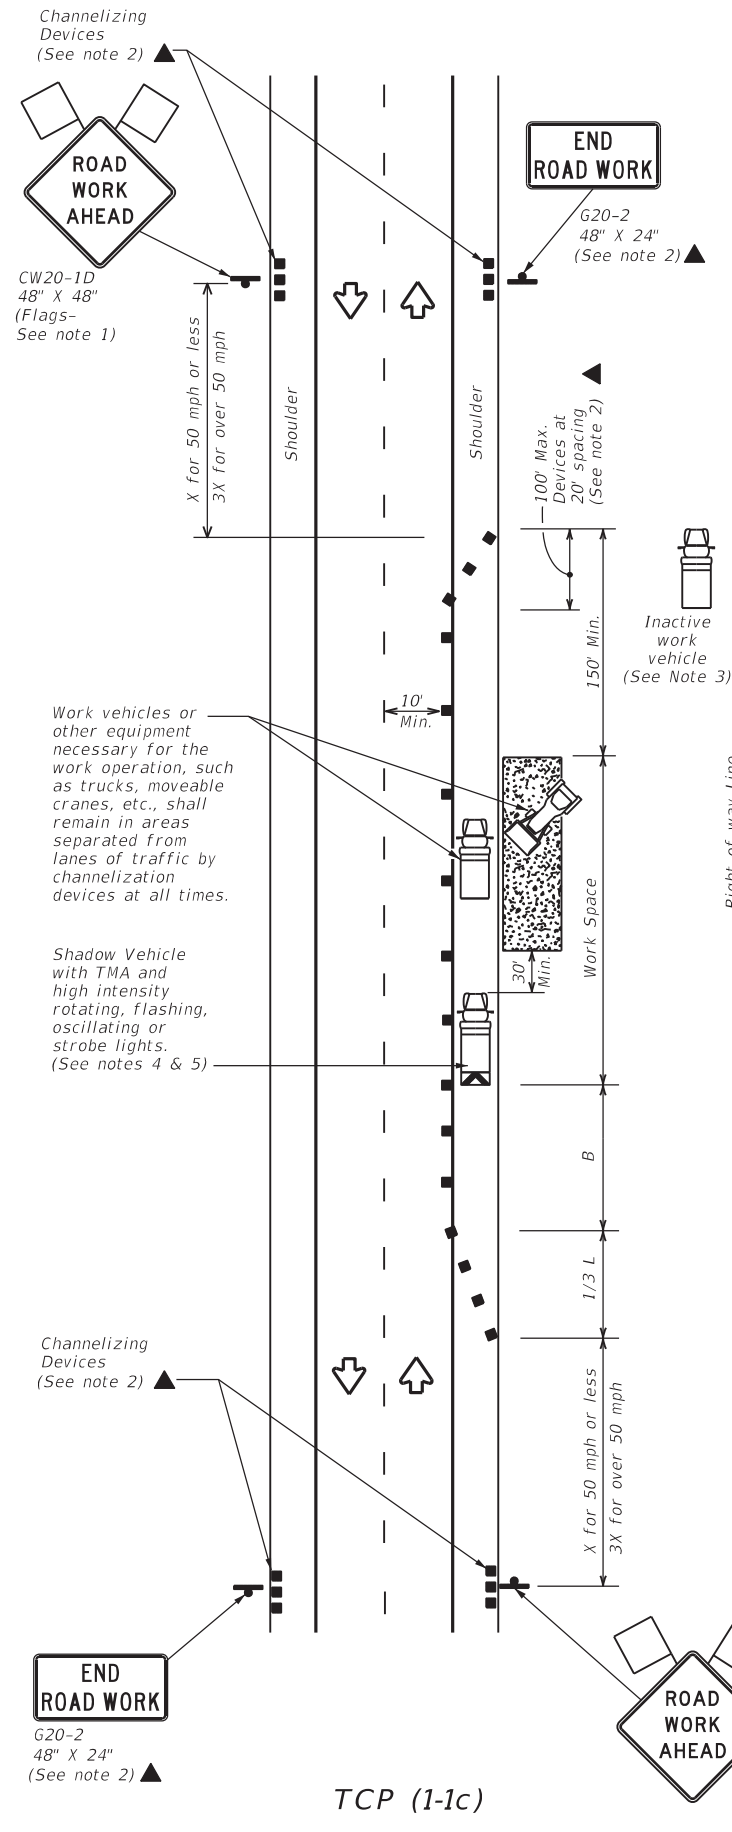 Channelizing
Devices
(See note 2)
ROAD
WORK
AHEAD
CW20-1D
48" X 48"
(Flags-
See note 1)
END
ROAD WORK
G20-2
48" X 24"
(See note 2)
X for 50 mph or less
3X for over 50 mph
Shoulder
Shoulder
100' Max.
Devices at
20' spacing
(See note 2)
150' Min.
Inactive
work
vehicle
(See Note 3)
10'
Min.
Work vehicles or
other equipment
necessary for the
work operation, such
as trucks, moveable
cranes, etc., shall
remain in areas
separated from
lanes of traffic by
channelization
devices at all times.
Right of way Line
Work Space
30'
Min.
Shadow Vehicle
with TMA and
high intensity
rotating, flashing,
oscillating or
strobe lights.
(See notes 4 & 5)
B
1/3 L
Channelizing
Devices
(See note 2)
X for 50 mph or less
3X for over 50 mph
END
ROAD WORK
G20-2
48" X 24"
(See note 2)
ROAD
WORK
AHEAD
TCP (1-1c)